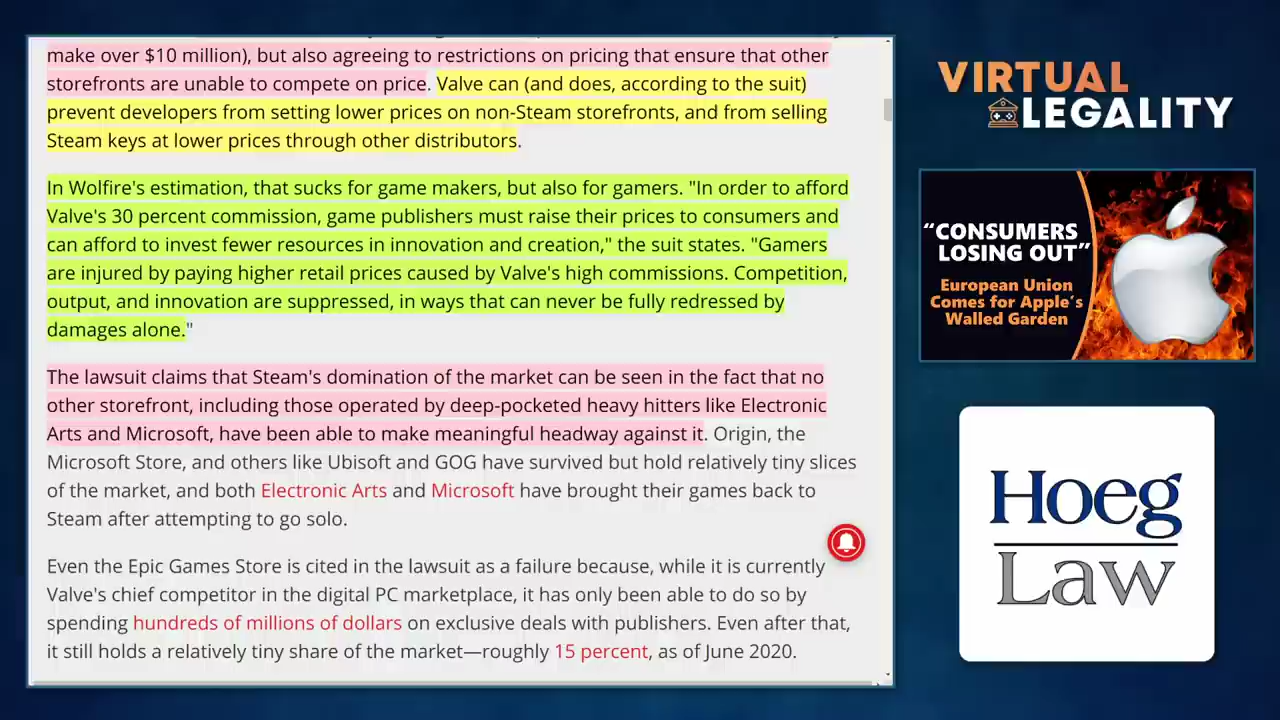 make over $10 million), but also agreeing to restrictions on pricing that ensure that other
storefronts are unable to compete on price. Valve can (and does, according to the suit)
prevent developers from setting lower prices on non-Steam storefronts, and from selling
Steam keys at lower prices through other distributors.
In Wolfire's estimation, that sucks for game makers, but also for gamers. "In order to afford
Valve's 30 percent commission, game publishers must raise their prices to consumers and
can afford to invest fewer resources in innovation and creation," the suit states. "Gamers
are injured by paying higher retail prices caused by Valve's high commissions. Competition,
output, and innovation are suppressed, in ways that can never be fully redressed by
damages alone."
The lawsuit claims that Steam's domination of the market can be seen in the fact that no
other storefront, including those operated by deep-pocketed heavy hitters like Electronic
Arts and Microsoft, have been able to make meaningful headway against it. Origin, the
Microsoft Store, and others like Ubisoft and GOG have survived but hold relatively tiny slices
of the market, and both Electronic Arts and Microsoft have brought their games back to
Steam after attempting to go solo.
Even the Epic Games Store is cited in the lawsuit as a failure because, while it is currently
Valve's chief competitor in the digital PC marketplace, it has only been able to do so by
spending hundreds of millions of dollars on exclusive deals with publishers. Even after that,
it still holds a relatively tiny share of the market—roughly 15 percent, as of June 2020.
VIRTUAL
LEGALITY
"CONSUMERS
LOSING OUT"
European Union
Comes for Apple's
Walled Garden
Hoeg
Law